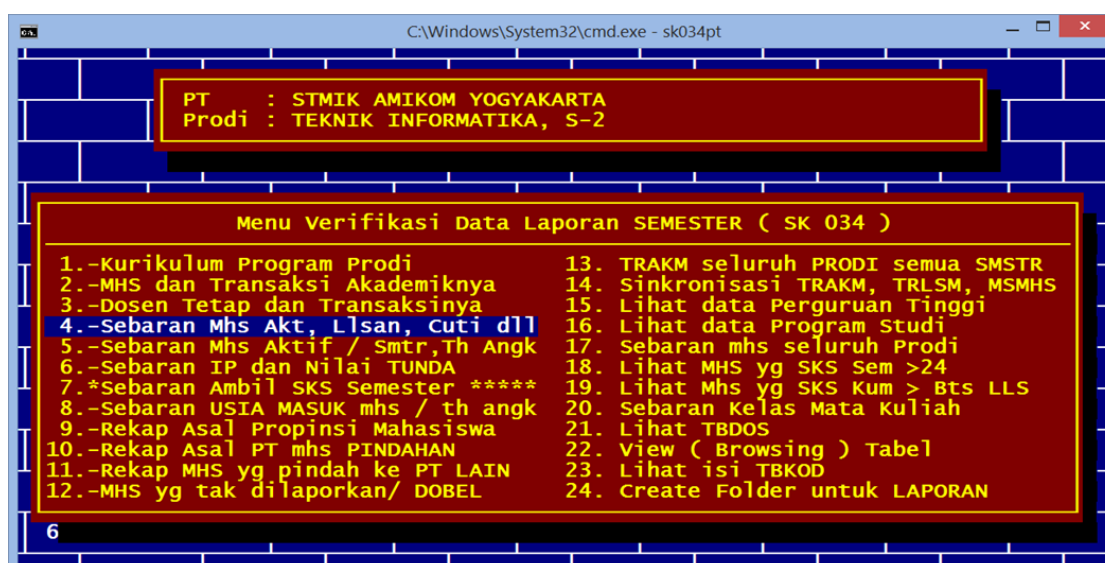 C:\Windows\System32\cmd.exe - sk034pt
PT : STMIK AMIKOM YOGYAKARTA
Prodi : TEKNIK INFORMATIKA, S-2
Menu Verifikasi Data Laporan SEMESTER ( SK 034 )
1.-Kurikulum Program Prodi
2.-MHS dan Transaksi Akademiknya
3.-Dosen Tetap dan Transaksinya
4.-Sebaran Mhs Akt, Llsan, Cuti dll
5.-Sebaran Mhs Aktif / Smtr,Th Angk
6.-Sebaran IP dan Nilai TUNDA
7.*Sebaran Ambil SKS Semester *****
8.-Sebaran USIA MASUK mhs / th angk
9.-Rekap Asal Propinsi Mahasiswa
10.-Rekap Asal PT mhs PINDAHAN
11.-Rekap MHS yg pindah ke PT LAIN
12.-MHS yg tak dilaporkan/ DOBEL
13. TRAKM seluruh PRODI semua SMSTR
14. Sinkronisasi TRAKM, TRLSM, MSMHS
15. Lihat data Perguruan Tinggi
16. Lihat data Program Studi
17. Sebaran mhs seluruh Prodi
18. Lihat MHS yg SKS Sem >24
19. Lihat Mhs yg SKS Kum > Bts LLS
20. Sebaran Kelas Mata Kuliah
21. Lihat TBDOS
22. View ( Browsing ) Tabel
23. Lihat isi TBKOD
24. Create Folder untuk LAPORAN
6